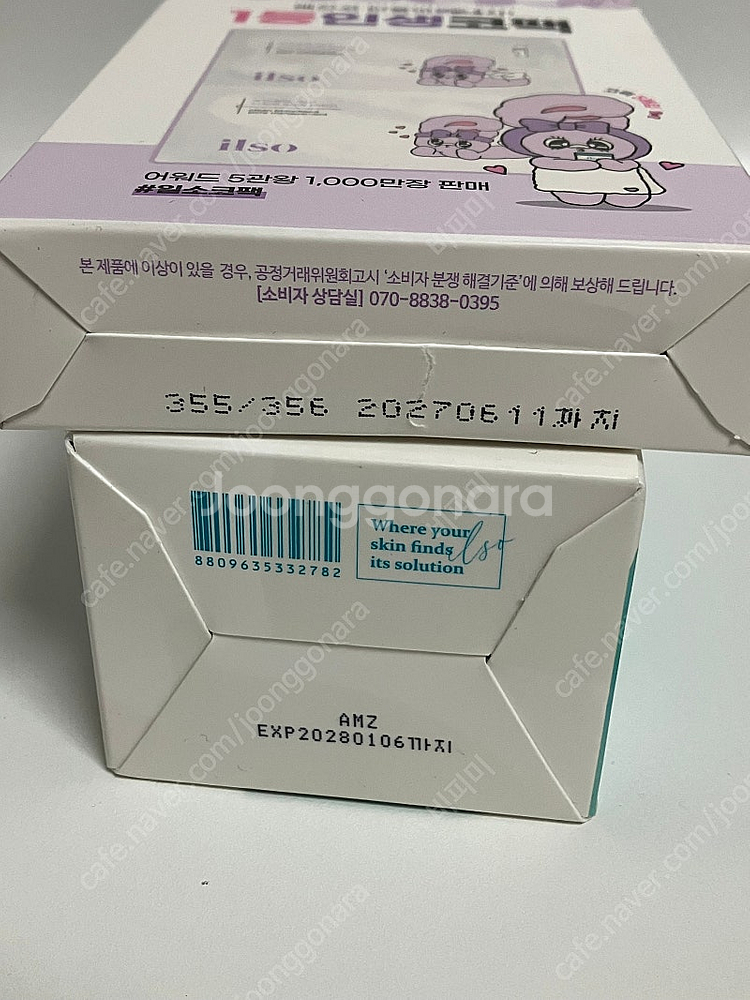 1등인생코팩
ilso
ilso
어워드 5관왕 1,000만장 판매
#일소코팩
본 제품에 이상이 있을 경우, 공정거래위원회고시 '소비자 분쟁 해결기준'에 의해 보상해 드립니다.
[소비자 상담실] 070-8838-0395
355/356 20270611까지
Joonggonara
Where your
skin finds
its solution
ilso
8809635332782
AMZ
EXP20280106까지
cafe.naver.com/joonggonara